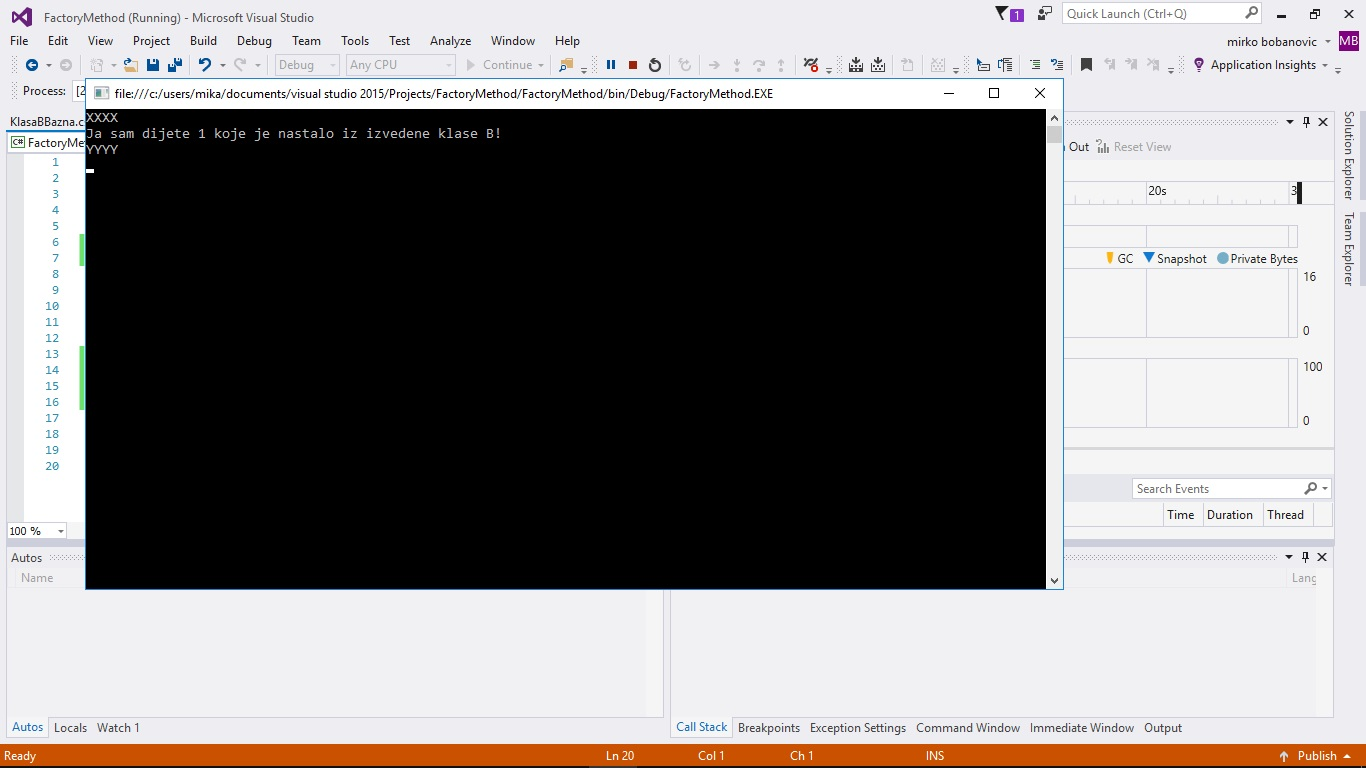 FactoryMethod (Running) - Microsoft Visual Studio
1
Quick Launch (Ctrl+Q)
File Edit View Project Build Debug Team Tools Test Analyze Window Help
mirko bobanovic MB
Debug Any CPU Continue Application Insights
Process: [2
file:///c:/users/mika/documents/visual studio 2015/Projects/FactoryMethod/FactoryMethod/bin/Debug/FactoryMethod.EXE
XXXX
Ja sam dijete 1 koje je nastalo iz izvedene klase B!
YYYY
KlasaBBazna.c
C# FactoryMe
1
2
3
4
5
6
7
8
9
10
11
12
13
14
15
16
17
18
19
20
100 %
Out Reset View
20s 3
GC Snapshot Private Bytes
16
0
100
0
Search Events
Time Duration Thread
Solution Explorer
Team Explorer
Autos
Name
Lang
Autos Locals Watch 1
Call Stack Breakpoints Exception Settings Command Window Immediate Window Output
Ready Ln 20 Col 1 Ch 1 INS Publish